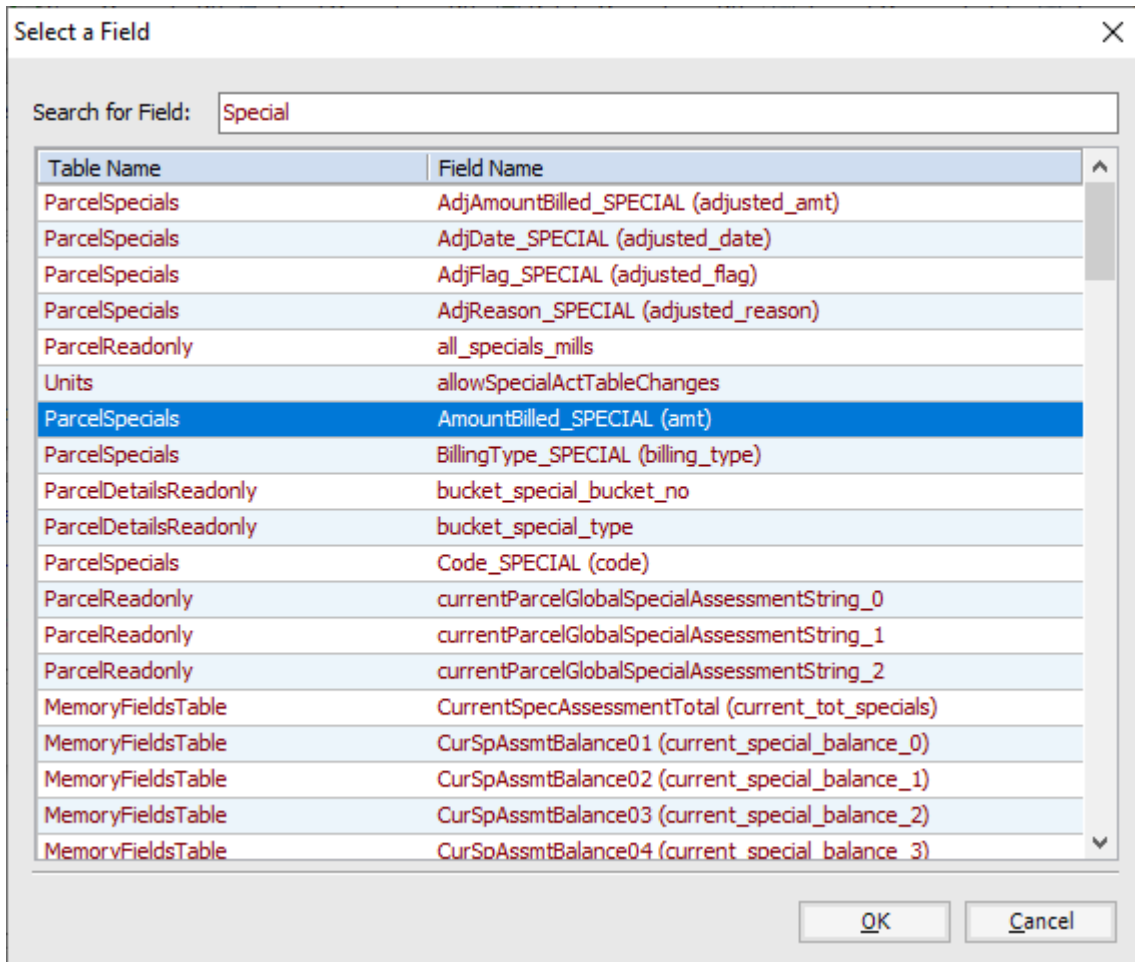 Select a Field
Search for Field: Special
Table Name Field Name
ParcelSpecials AdjAmountBilled_SPECIAL (adjusted_amt)
ParcelSpecials AdjDate_SPECIAL (adjusted_date)
ParcelSpecials AdjFlag_SPECIAL (adjusted_flag)
ParcelSpecials AdjReason_SPECIAL (adjusted_reason)
ParcelReadonly all_specials_mills
Units allowSpecialActTableChanges
ParcelSpecials AmountBilled_SPECIAL (amt)
ParcelSpecials BillingType_SPECIAL (billing_type)
ParcelDetailsReadonly bucket_special_bucket_no
ParcelDetailsReadonly bucket_special_type
ParcelSpecials Code_SPECIAL (code)
ParcelReadonly currentParcelGlobalSpecialAssessmentString_0
ParcelReadonly currentParcelGlobalSpecialAssessmentString_1
ParcelReadonly currentParcelGlobalSpecialAssessmentString_2
MemoryFieldsTable CurrentSpecAssessmentTotal (current_tot_specials)
MemoryFieldsTable CurSpAssmtBalance01 (current_special_balance_0)
MemoryFieldsTable CurSpAssmtBalance02 (current_special_balance_1)
MemoryFieldsTable CurSpAssmtBalance03 (current_special_balance_2)
MemoryFieldsTable CurSpAssmtBalance04 (current_special_balance_3)
OK Cancel